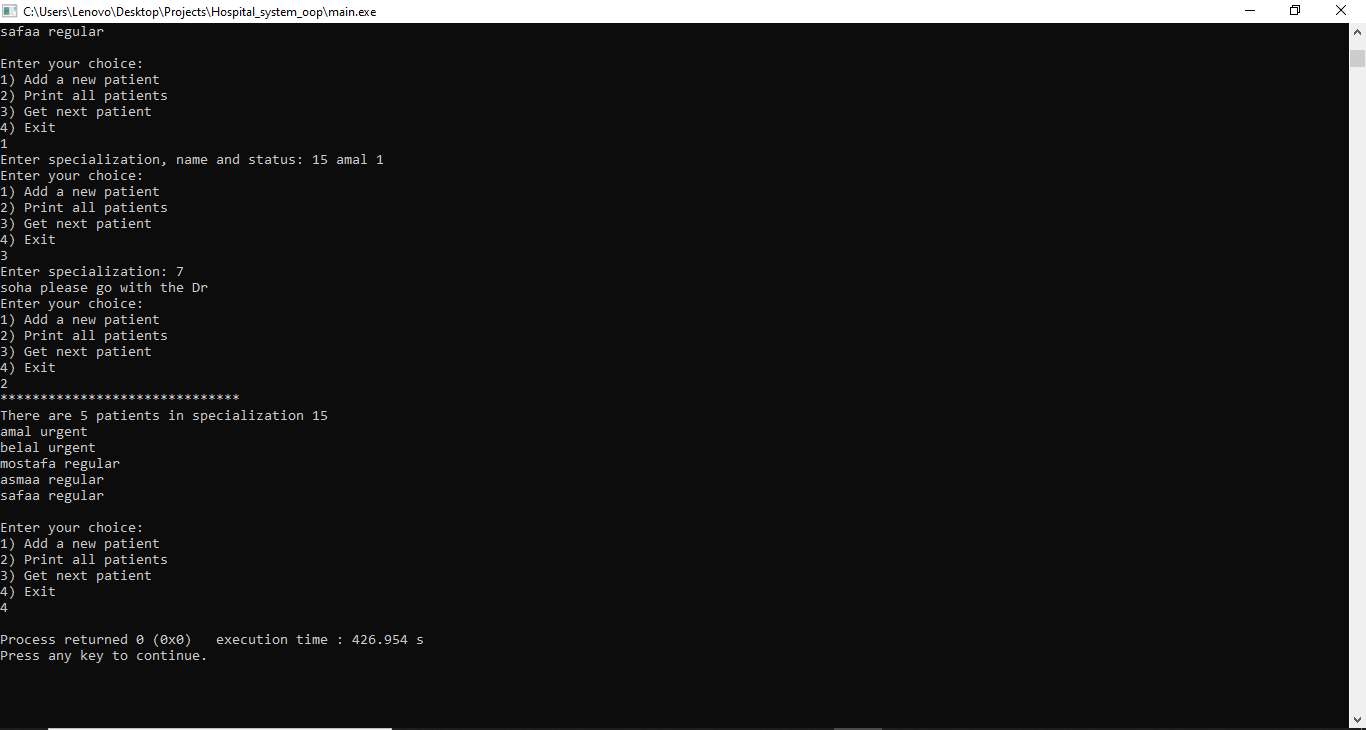 C:\Users\Lenovo\Desktop\Projects\Hospital_system_oop\main.exe
safaa regular
Enter your choice:
1) Add a new patient
2) Print all patients
3) Get next patient
4) Exit
1
Enter specialization, name and status: 15 amal 1
Enter your choice:
1) Add a new patient
2) Print all patients
3) Get next patient
4) Exit
3
Enter specialization: 7
soha please go with the Dr
Enter your choice:
1) Add a new patient
2) Print all patients
3) Get next patient
4) Exit
2
******************************
There are 5 patients in specialization 15
amal urgent
belal urgent
mostafa regular
asmaa regular
safaa regular
Enter your choice:
1) Add a new patient
2) Print all patients
3) Get next patient
4) Exit
4
Process returned 0 (0x0)   execution time : 426.954 s
Press any key to continue.